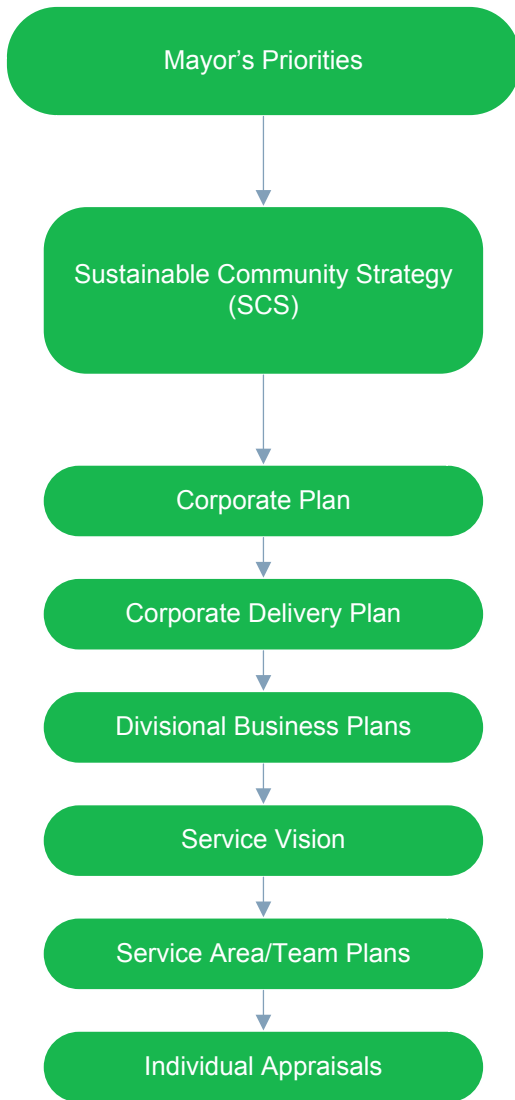 Mayor’s Priorities
Sustainable Community Strategy
(SCS)
Corporate Plan
Corporate Delivery Plan
Divisional Business Plans
Service Vision
Service Area/Team Plans
Individual Appraisals